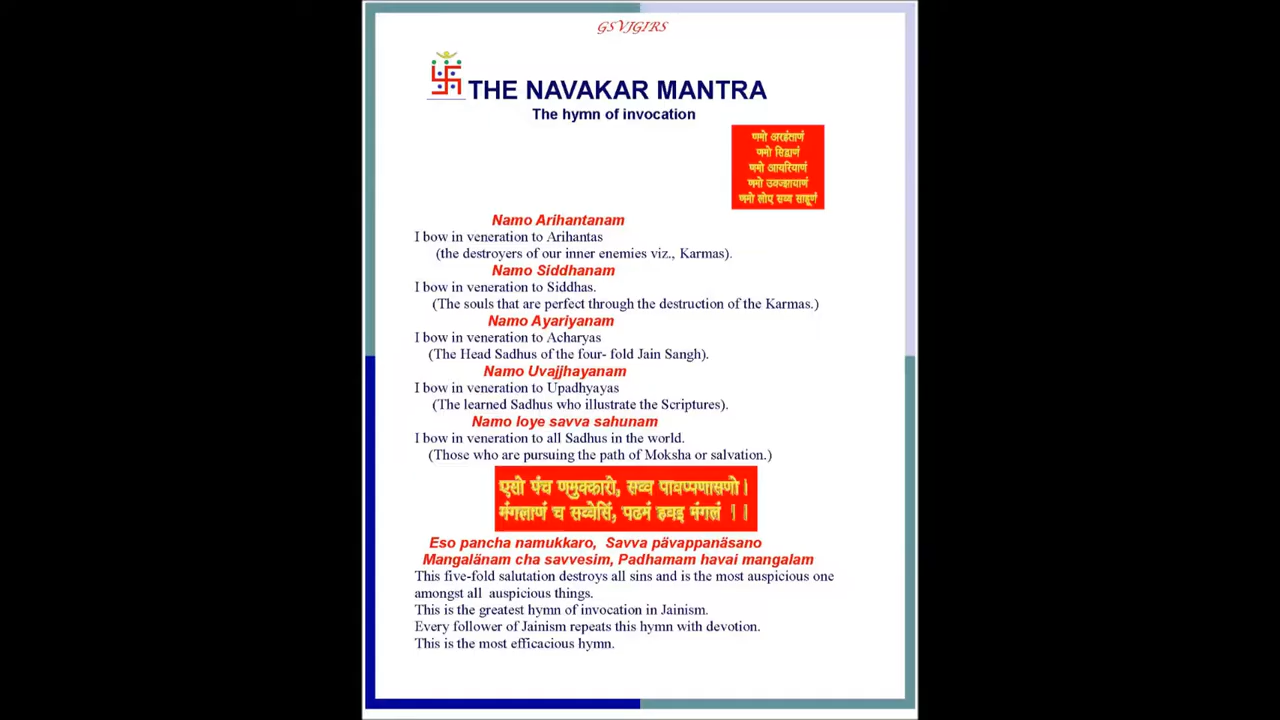 GSVJGIRS
THE NAVAKAR MANTRA
The hymn of invocation
णमो अरहंताणं
णमो सिद्धाणं
णमो आयरियाणं
णमो उवज्झायाणं
णमो लोए सव्व साहूणं
Namo Arihantanam
I bow in veneration to Arihantas
(the destroyers of our inner enemies viz., Karmas).
Namo Siddhanam
I bow in veneration to Siddhas.
(The souls that are perfect through the destruction of the Karmas.)
Namo Ayariyanam
I bow in veneration to Acharyas
(The Head Sadhus of the four- fold Jain Sangh).
Namo Uvajjhayanam
I bow in veneration to Upadhyayas
(The learned Sadhus who illustrate the Scriptures).
Namo loye savva sahunam
I bow in veneration to all Sadhus in the world.
(Those who are pursuing the path of Moksha or salvation.)
एसो पंच णमुक्कारो, सव्व पावप्पणासणो।
मंगलाणं च सव्वेसिं, पढमं हवइ मंगलं ।।
Eso pancha namukkaro, Savva pävappanäsano
Mangalänam cha savvesim, Padhamam havai mangalam
This five-fold salutation destroys all sins and is the most auspicious one
amongst all auspicious things.
This is the greatest hymn of invocation in Jainism.
Every follower of Jainism repeats this hymn with devotion.
This is the most efficacious hymn.